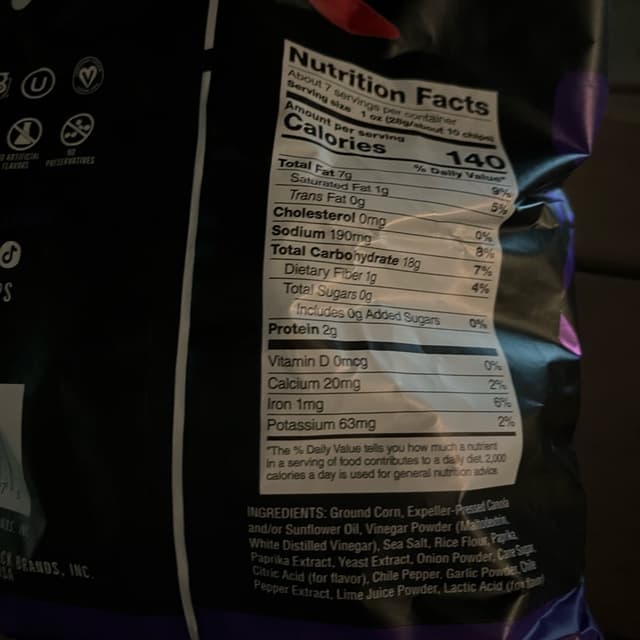 U
V
NO ARTIFICIAL
FLAVORS
NO
PRESERVATIVES
BRANDS, INC.
Nutrition Facts
About 7 servings per container
Serving size 1 oz (28g/about 10 chips)
Amount per serving
Calories 140
% Daily Value*
Total Fat 7g 9%
Saturated Fat 1g 5%
Trans Fat 0g
Cholesterol 0mg 0%
Sodium 190mg 8%
Total Carbohydrate 18g 7%
Dietary Fiber 1g 4%
Total Sugars 0g
Includes 0g Added Sugars 0%
Protein 2g
Vitamin D 0mcg 0%
Calcium 20mg 2%
Iron 1mg 6%
Potassium 63mg 2%
*The % Daily Value tells you how much a nutrient
in a serving of food contributes to a daily diet. 2,000
calories a day is used for general nutrition advice.
INGREDIENTS: Ground Corn, Expeller-Pressed Canola
and/or Sunflower Oil, Vinegar Powder (Maltodextrin,
White Distilled Vinegar), Sea Salt, Rice Flour, Paprika,
Paprika Extract, Yeast Extract, Onion Powder, Cane Sugar,
Citric Acid (for flavor), Chile Pepper, Garlic Powder, Chile
Pepper Extract, Lime Juice Powder, Lactic Acid